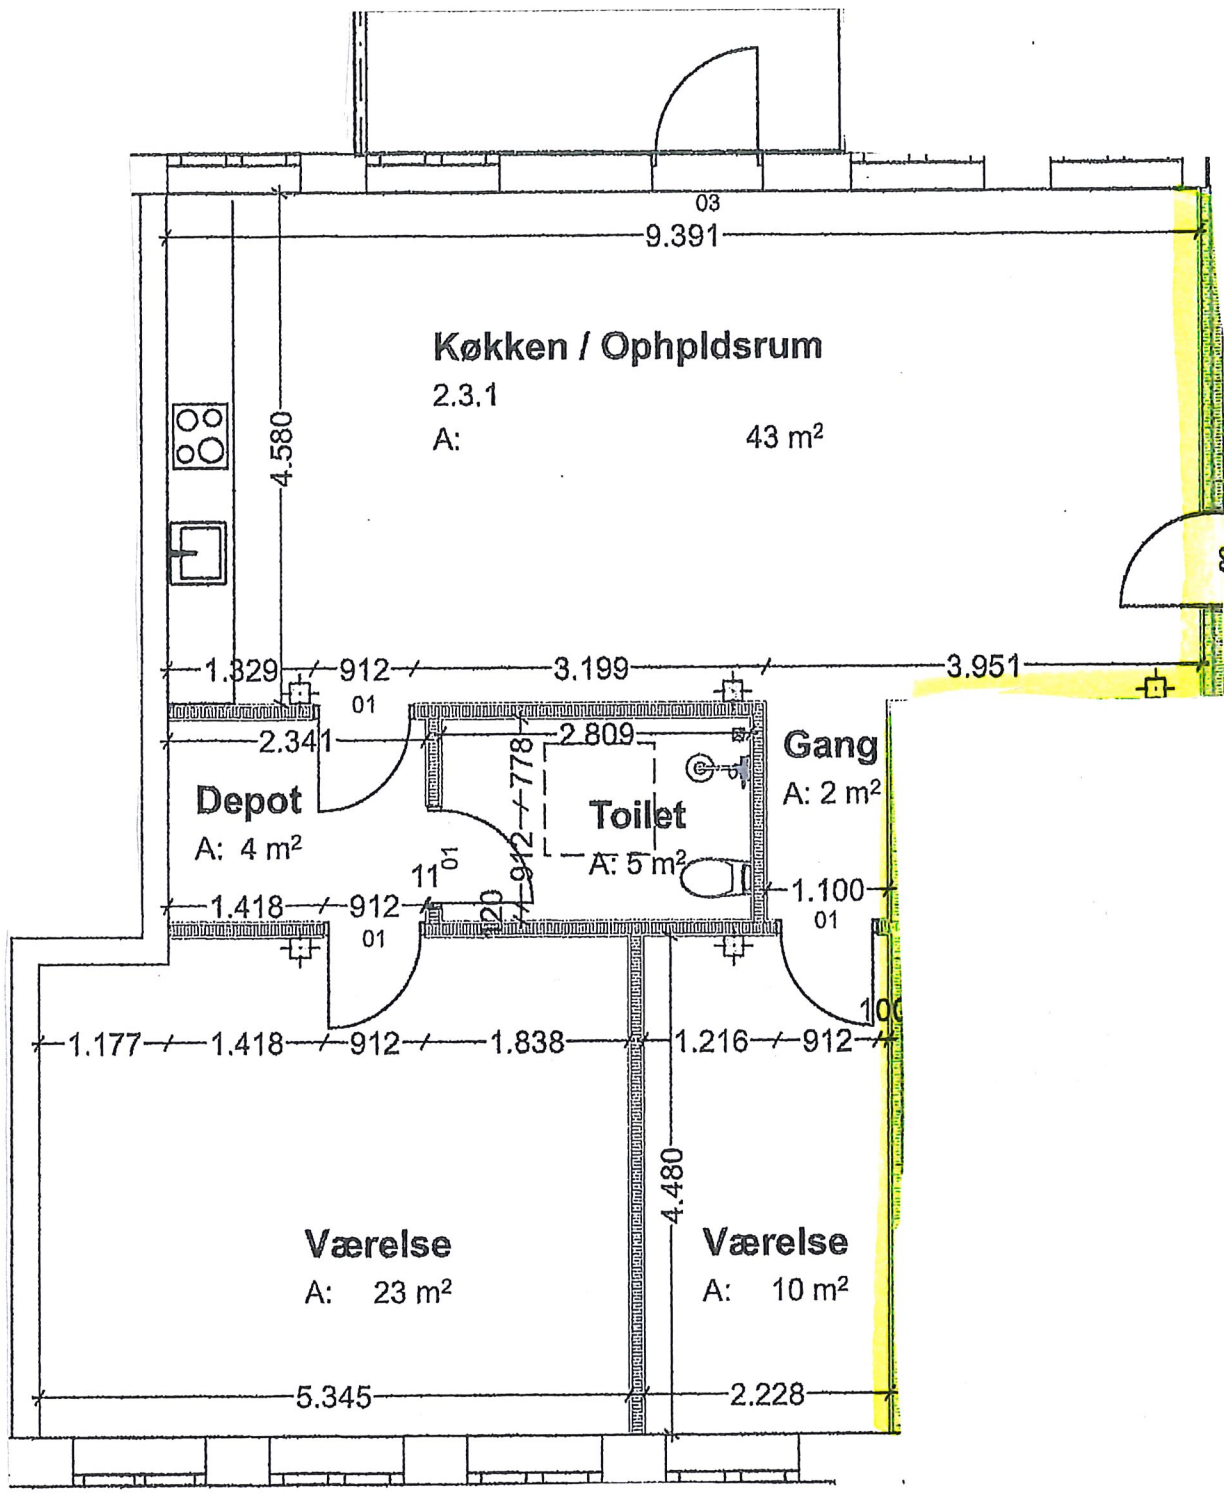 03
9.391
Køkken / Ophpldsrum
2.3.1
A: 43 m²
4.580
1.329 912 3.199 3.951
01
2.341 2.809
778
Gang
A: 2 m²
Depot
A: 4 m²
Toilet
A: 5 m²
912
11
01
120
1.418 912 1.100
01 01
100
1.177 1.418 912 1.838 1.216 912
4.480
Værelse Værelse
A: 23 m² A: 10 m²
5.345 2.228